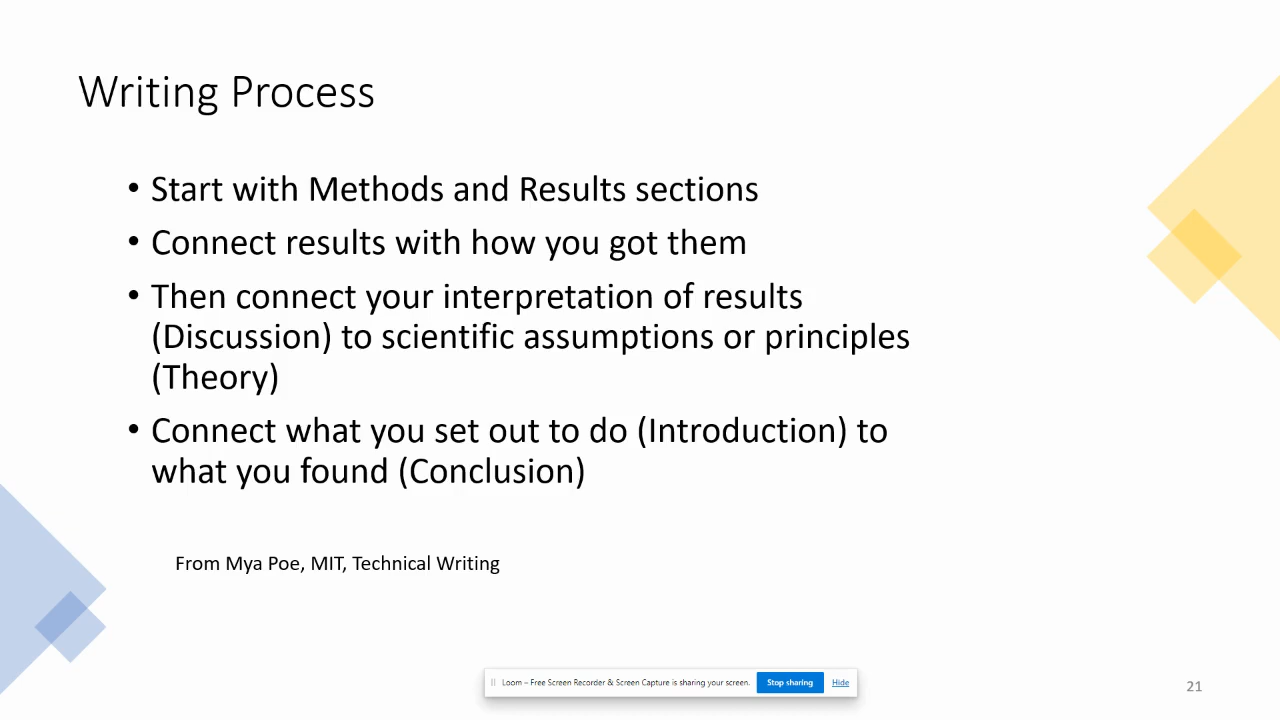 Writing Process
• Start with Methods and Results sections
• Connect results with how you got them
• Then connect your interpretation of results
(Discussion) to scientific assumptions or principles
(Theory)
• Connect what you set out to do (Introduction) to
what you found (Conclusion)
From Mya Poe, MIT, Technical Writing
Loom – Free Screen Recorder & Screen Capture is sharing your screen. Stop sharing Hide
21